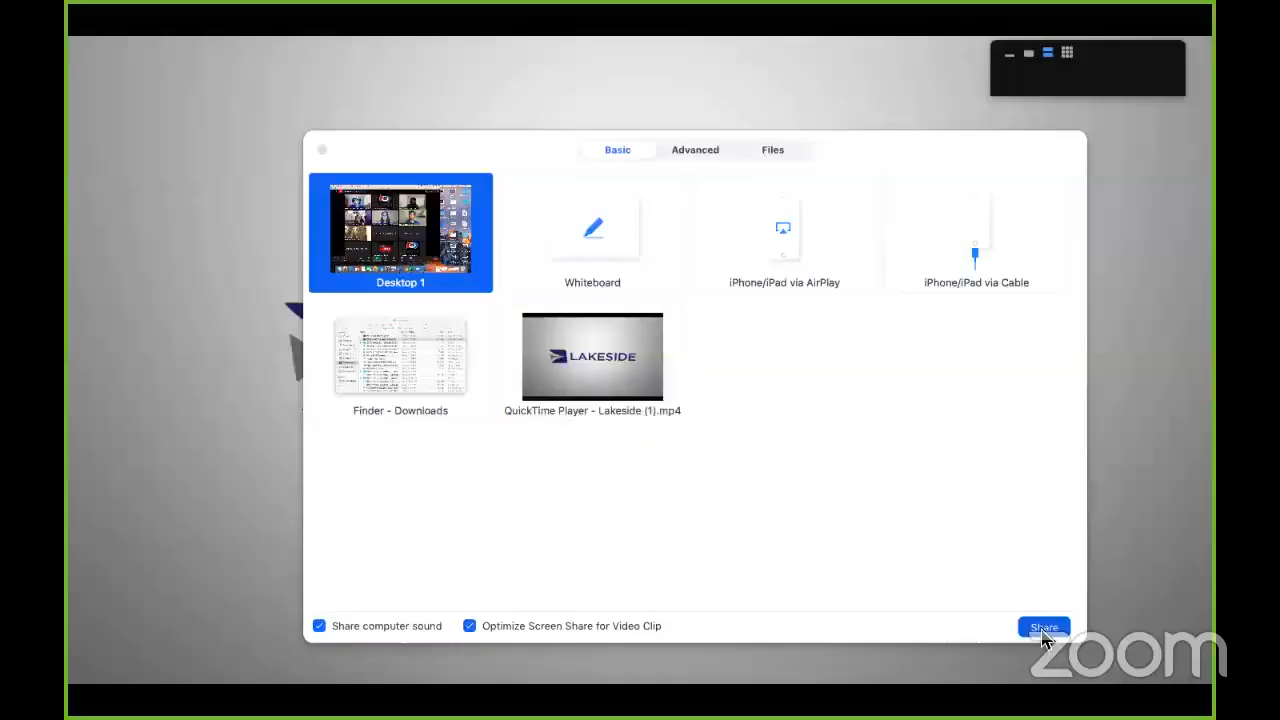 Basic Advanced Files
Desktop 1 Whiteboard iPhone/iPad via AirPlay iPhone/iPad via Cable
LAKESIDE
Finder - Downloads QuickTime Player - Lakeside (1).mp4
Share computer sound Optimize Screen Share for Video Clip Share
zoom